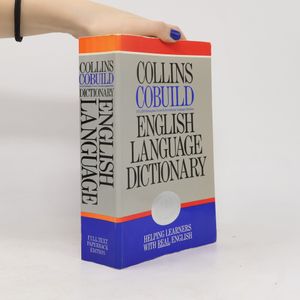 COLLINS
COBUILD
DICTIONARY
ENGLISH
LANGUAGE
FULL TEXT
PAPERBACK
EDITION
COLLINS
COBUILD
ENGLISH
LANGUAGE
DICTIONARY
HELPING LEARNERS
WITH REAL ENGLISH